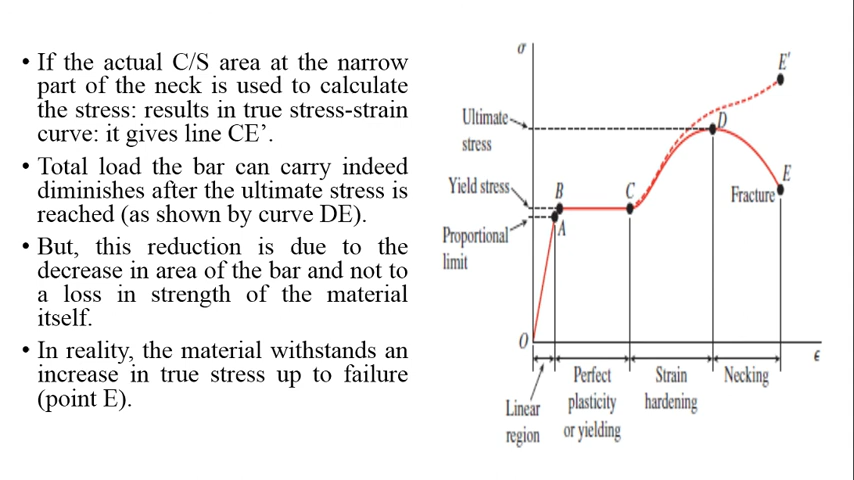 • If the actual C/S area at the narrow
part of the neck is used to calculate
the stress: results in true stress-strain
curve: it gives line CE’.
• Total load the bar can carry indeed
diminishes after the ultimate stress is
reached (as shown by curve DE).
• But, this reduction is due to the
decrease in area of the bar and not to
a loss in strength of the material
itself.
• In reality, the material withstands an
increase in true stress up to failure
(point E).
σ
E'
Ultimate
stress
D
Yield stress
B
C
E
Fracture
Proportional
limit
A
O
ϵ
Linear
region
Perfect
plasticity
or yielding
Strain
hardening
Necking